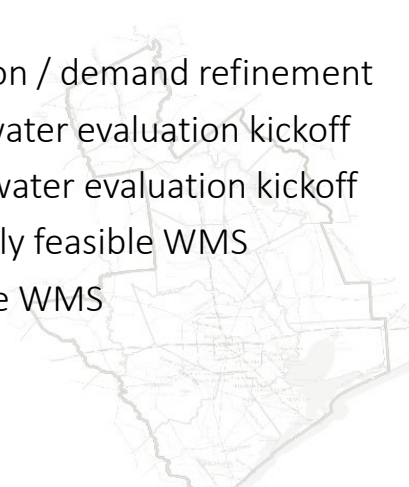 on / demand refinement
water evaluation kickoff
water evaluation kickoff
ly feasible WMS
e WMS